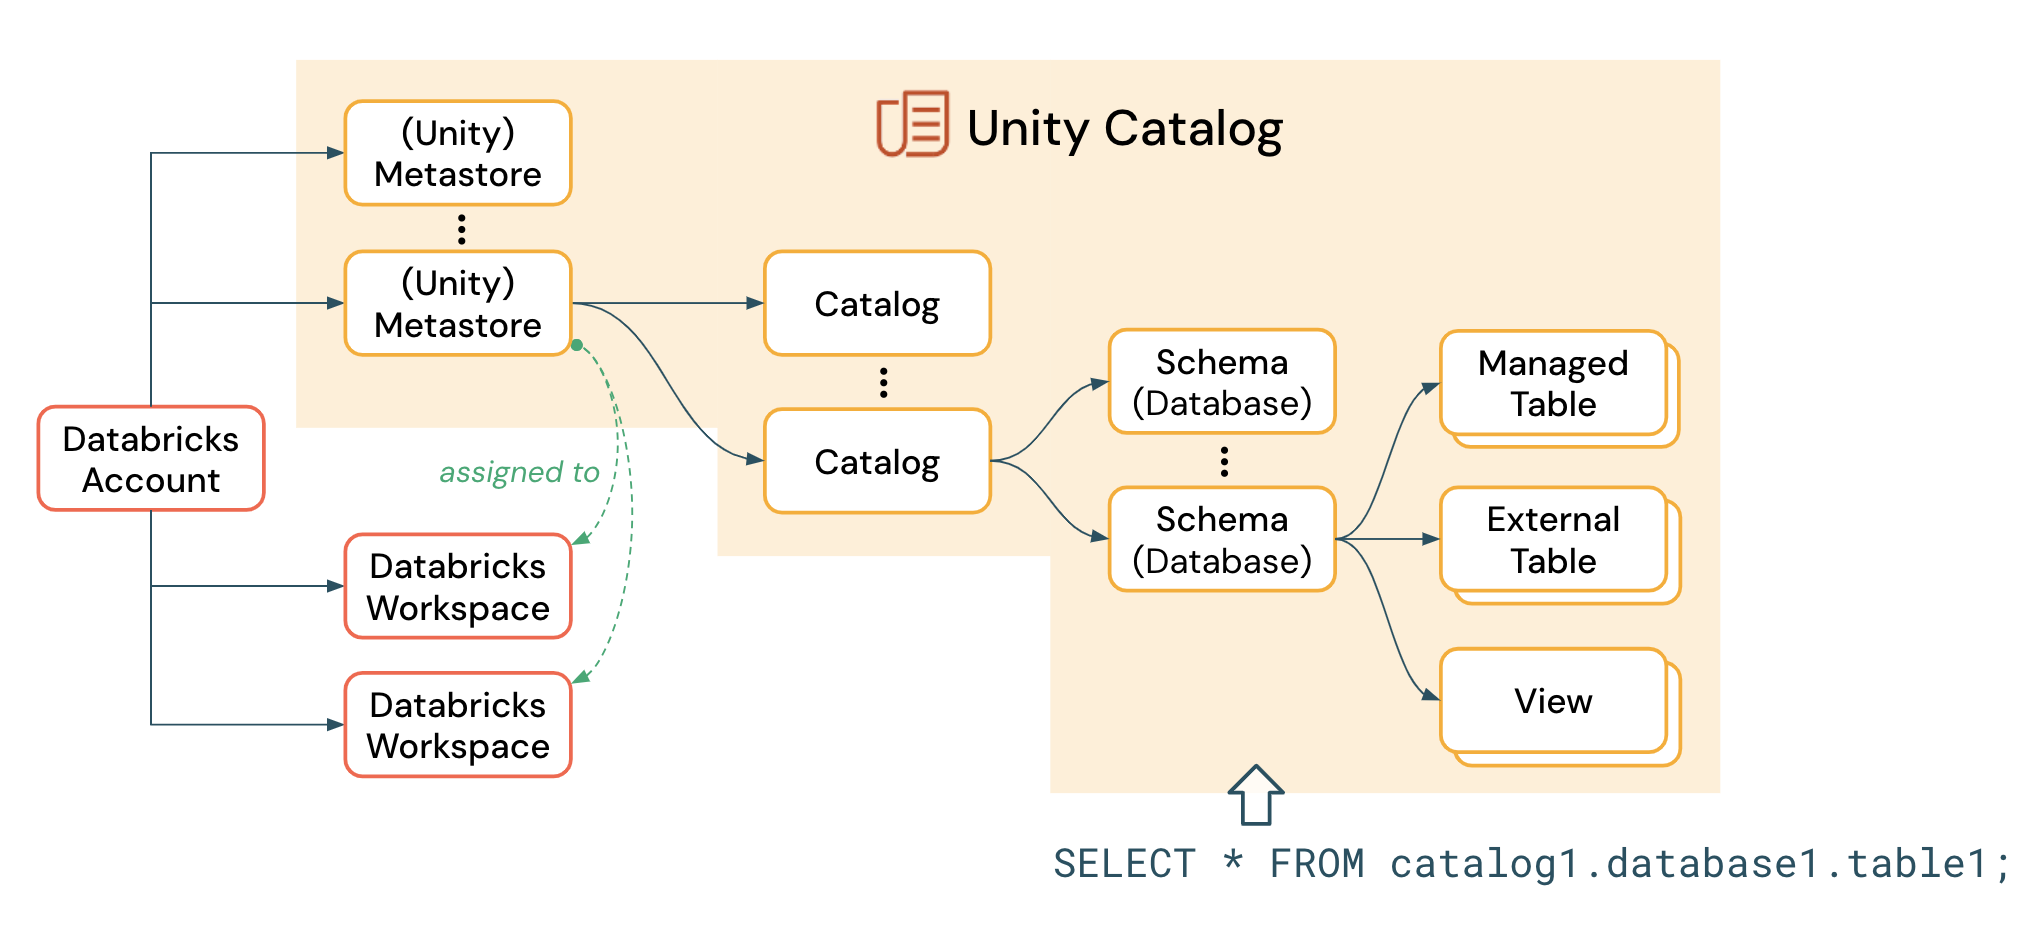 Unity Catalog
(Unity)
Metastore
(Unity)
Metastore
Catalog
Catalog
Schema
(Database)
Schema
(Database)
Managed
Table
External
Table
View
Databricks
Account
assigned to
Databricks
Workspace
Databricks
Workspace
SELECT * FROM catalog1.database1.table1;